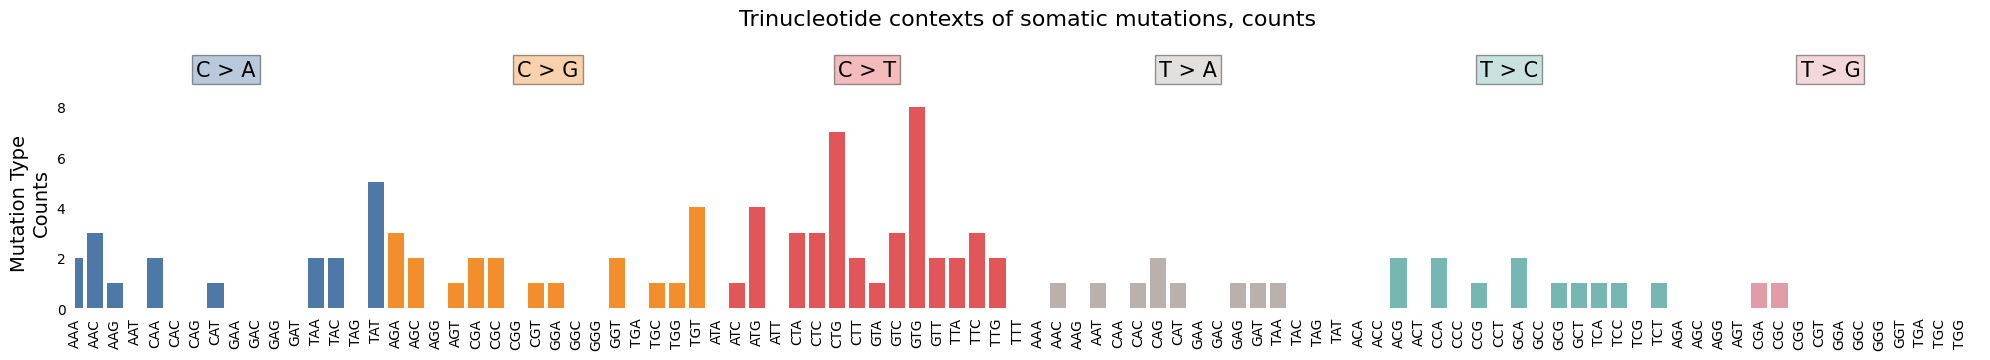 Trinucleotide contexts of somatic mutations, counts
C > A
C > G
C > T
T > A
T > C
T > G
Mutation Type
Counts
8
6
4
2
0
AAA AAC AAG AAT CAA CAC CAG CAT GAA GAC GAG GAT TAA TAC TAG TAT AGA AGC AGG AGT CGA CGC CGG CGT GGA GGC GGG GGT TGA TGC TGG TGT ATA ATC ATG ATT CTA CTC CTG CTT GTA GTC GTG GTT TTA TTC TTG TTT AAA AAC AAG AAT CAA CAC CAG CAT GAA GAC GAG GAT TAA TAC TAG TAT ACA ACC ACG ACT CCA CCC CCG CCT GCA GCC GCG GCT TCA TCC TCG TCT AGA AGC AGG AGT CGA CGC CGG CGT GGA GGC GGG GGT TGA TGC TGG